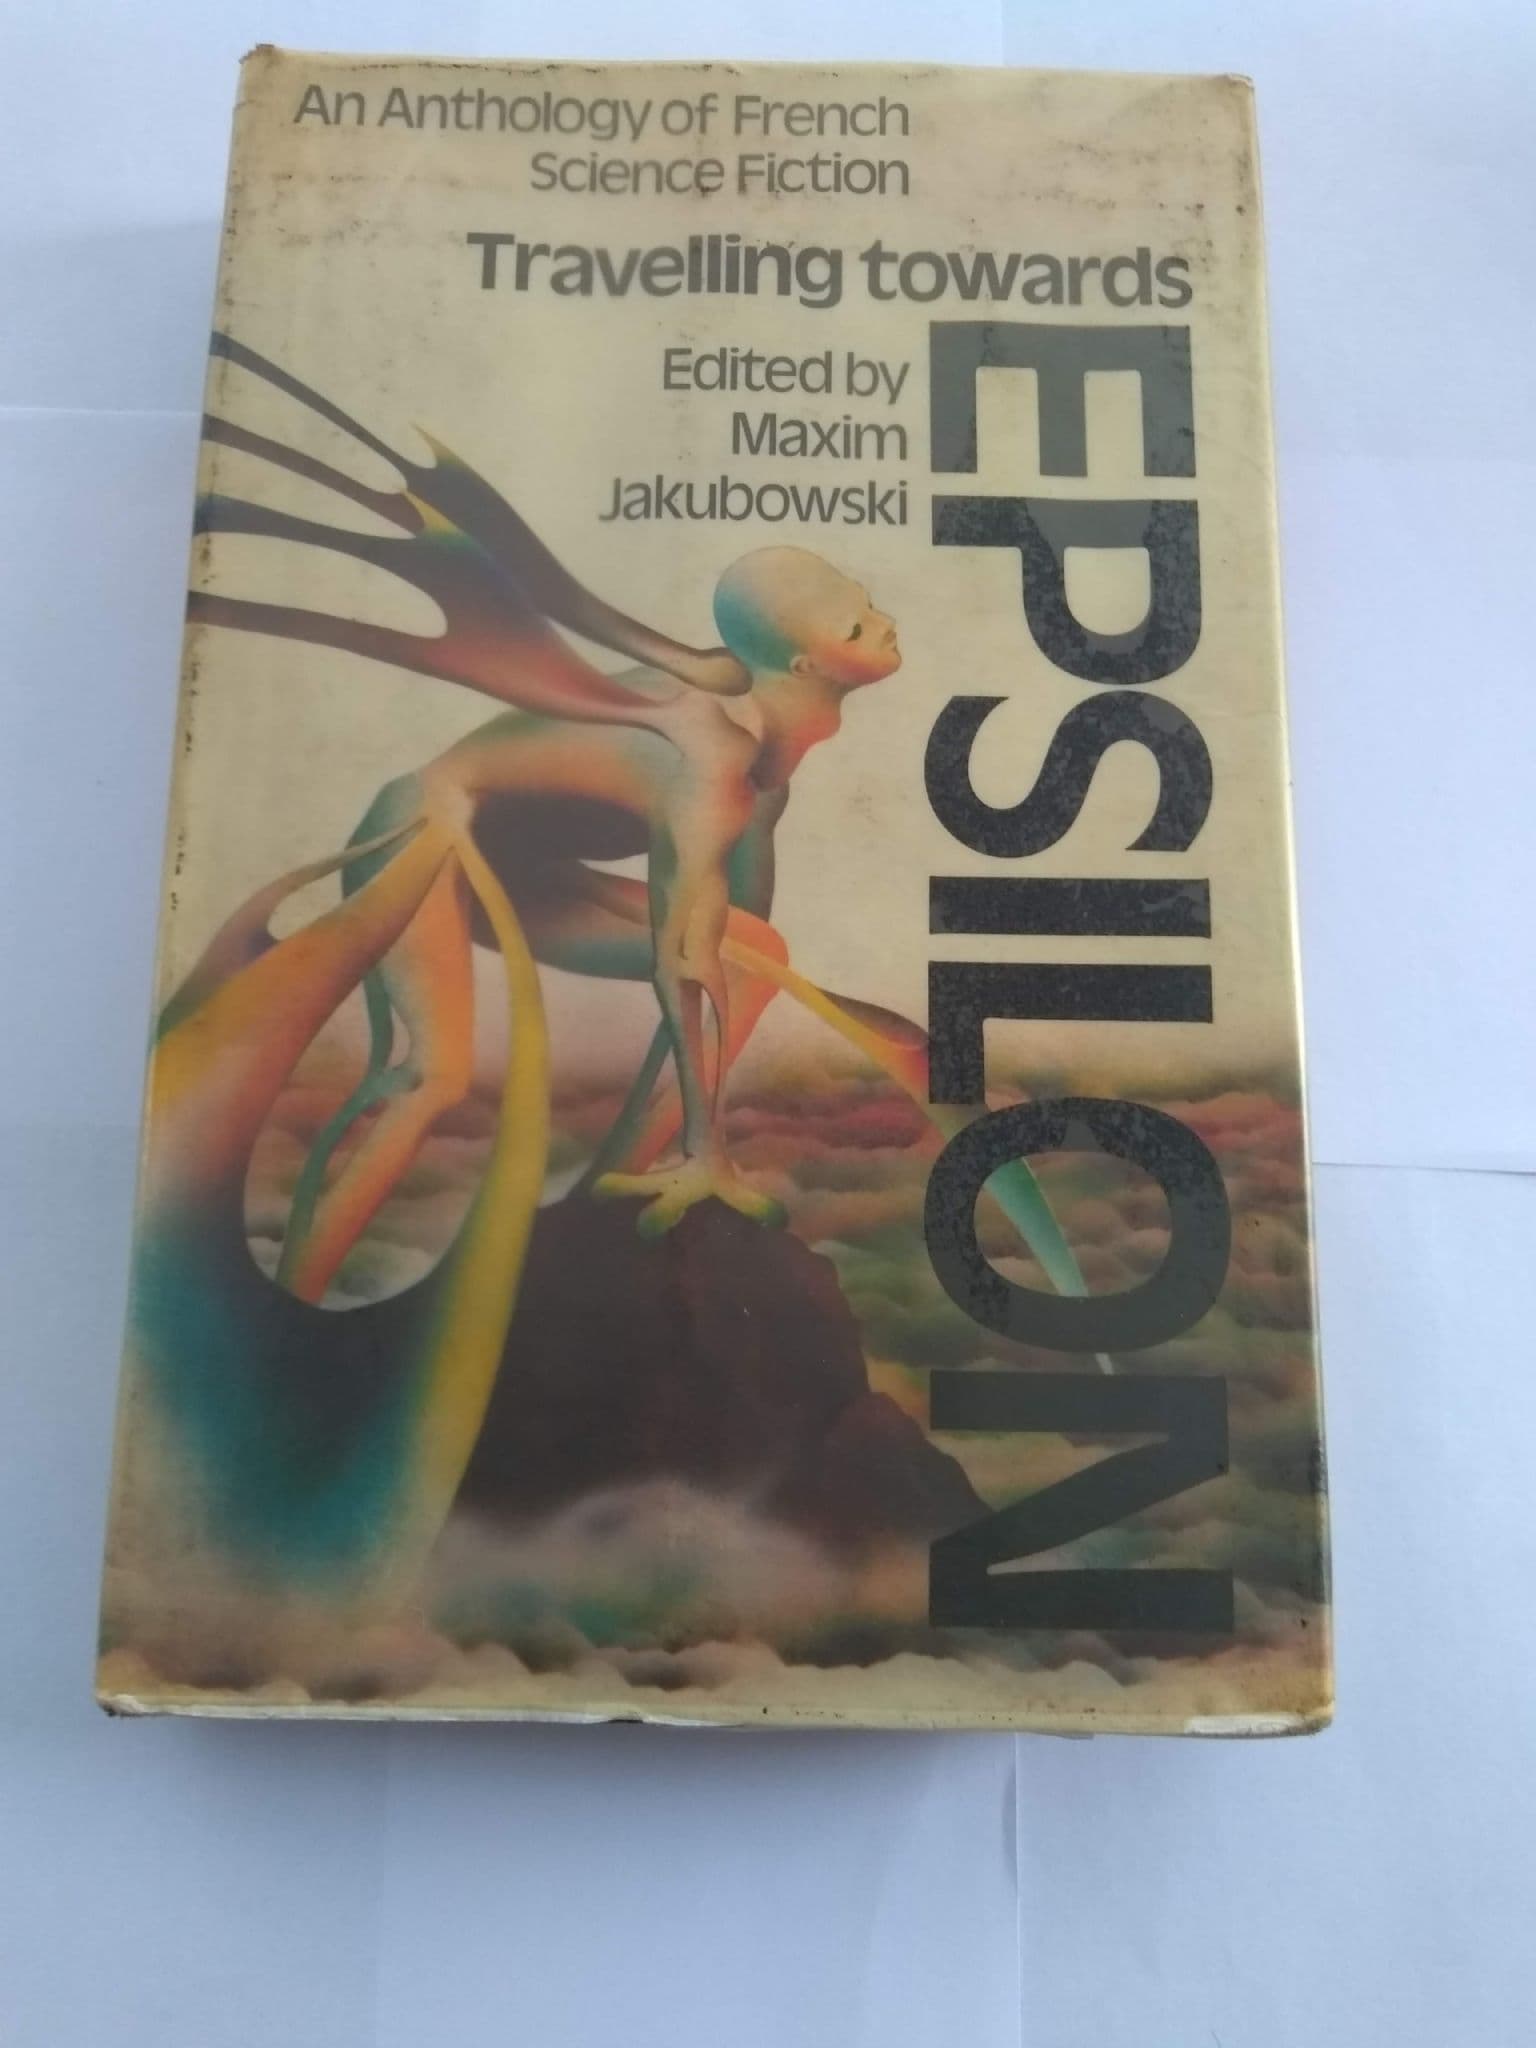 An Anthology of French
Science Fiction
Travelling towards
EPSILON
Edited by
Maxim
Jakubowski